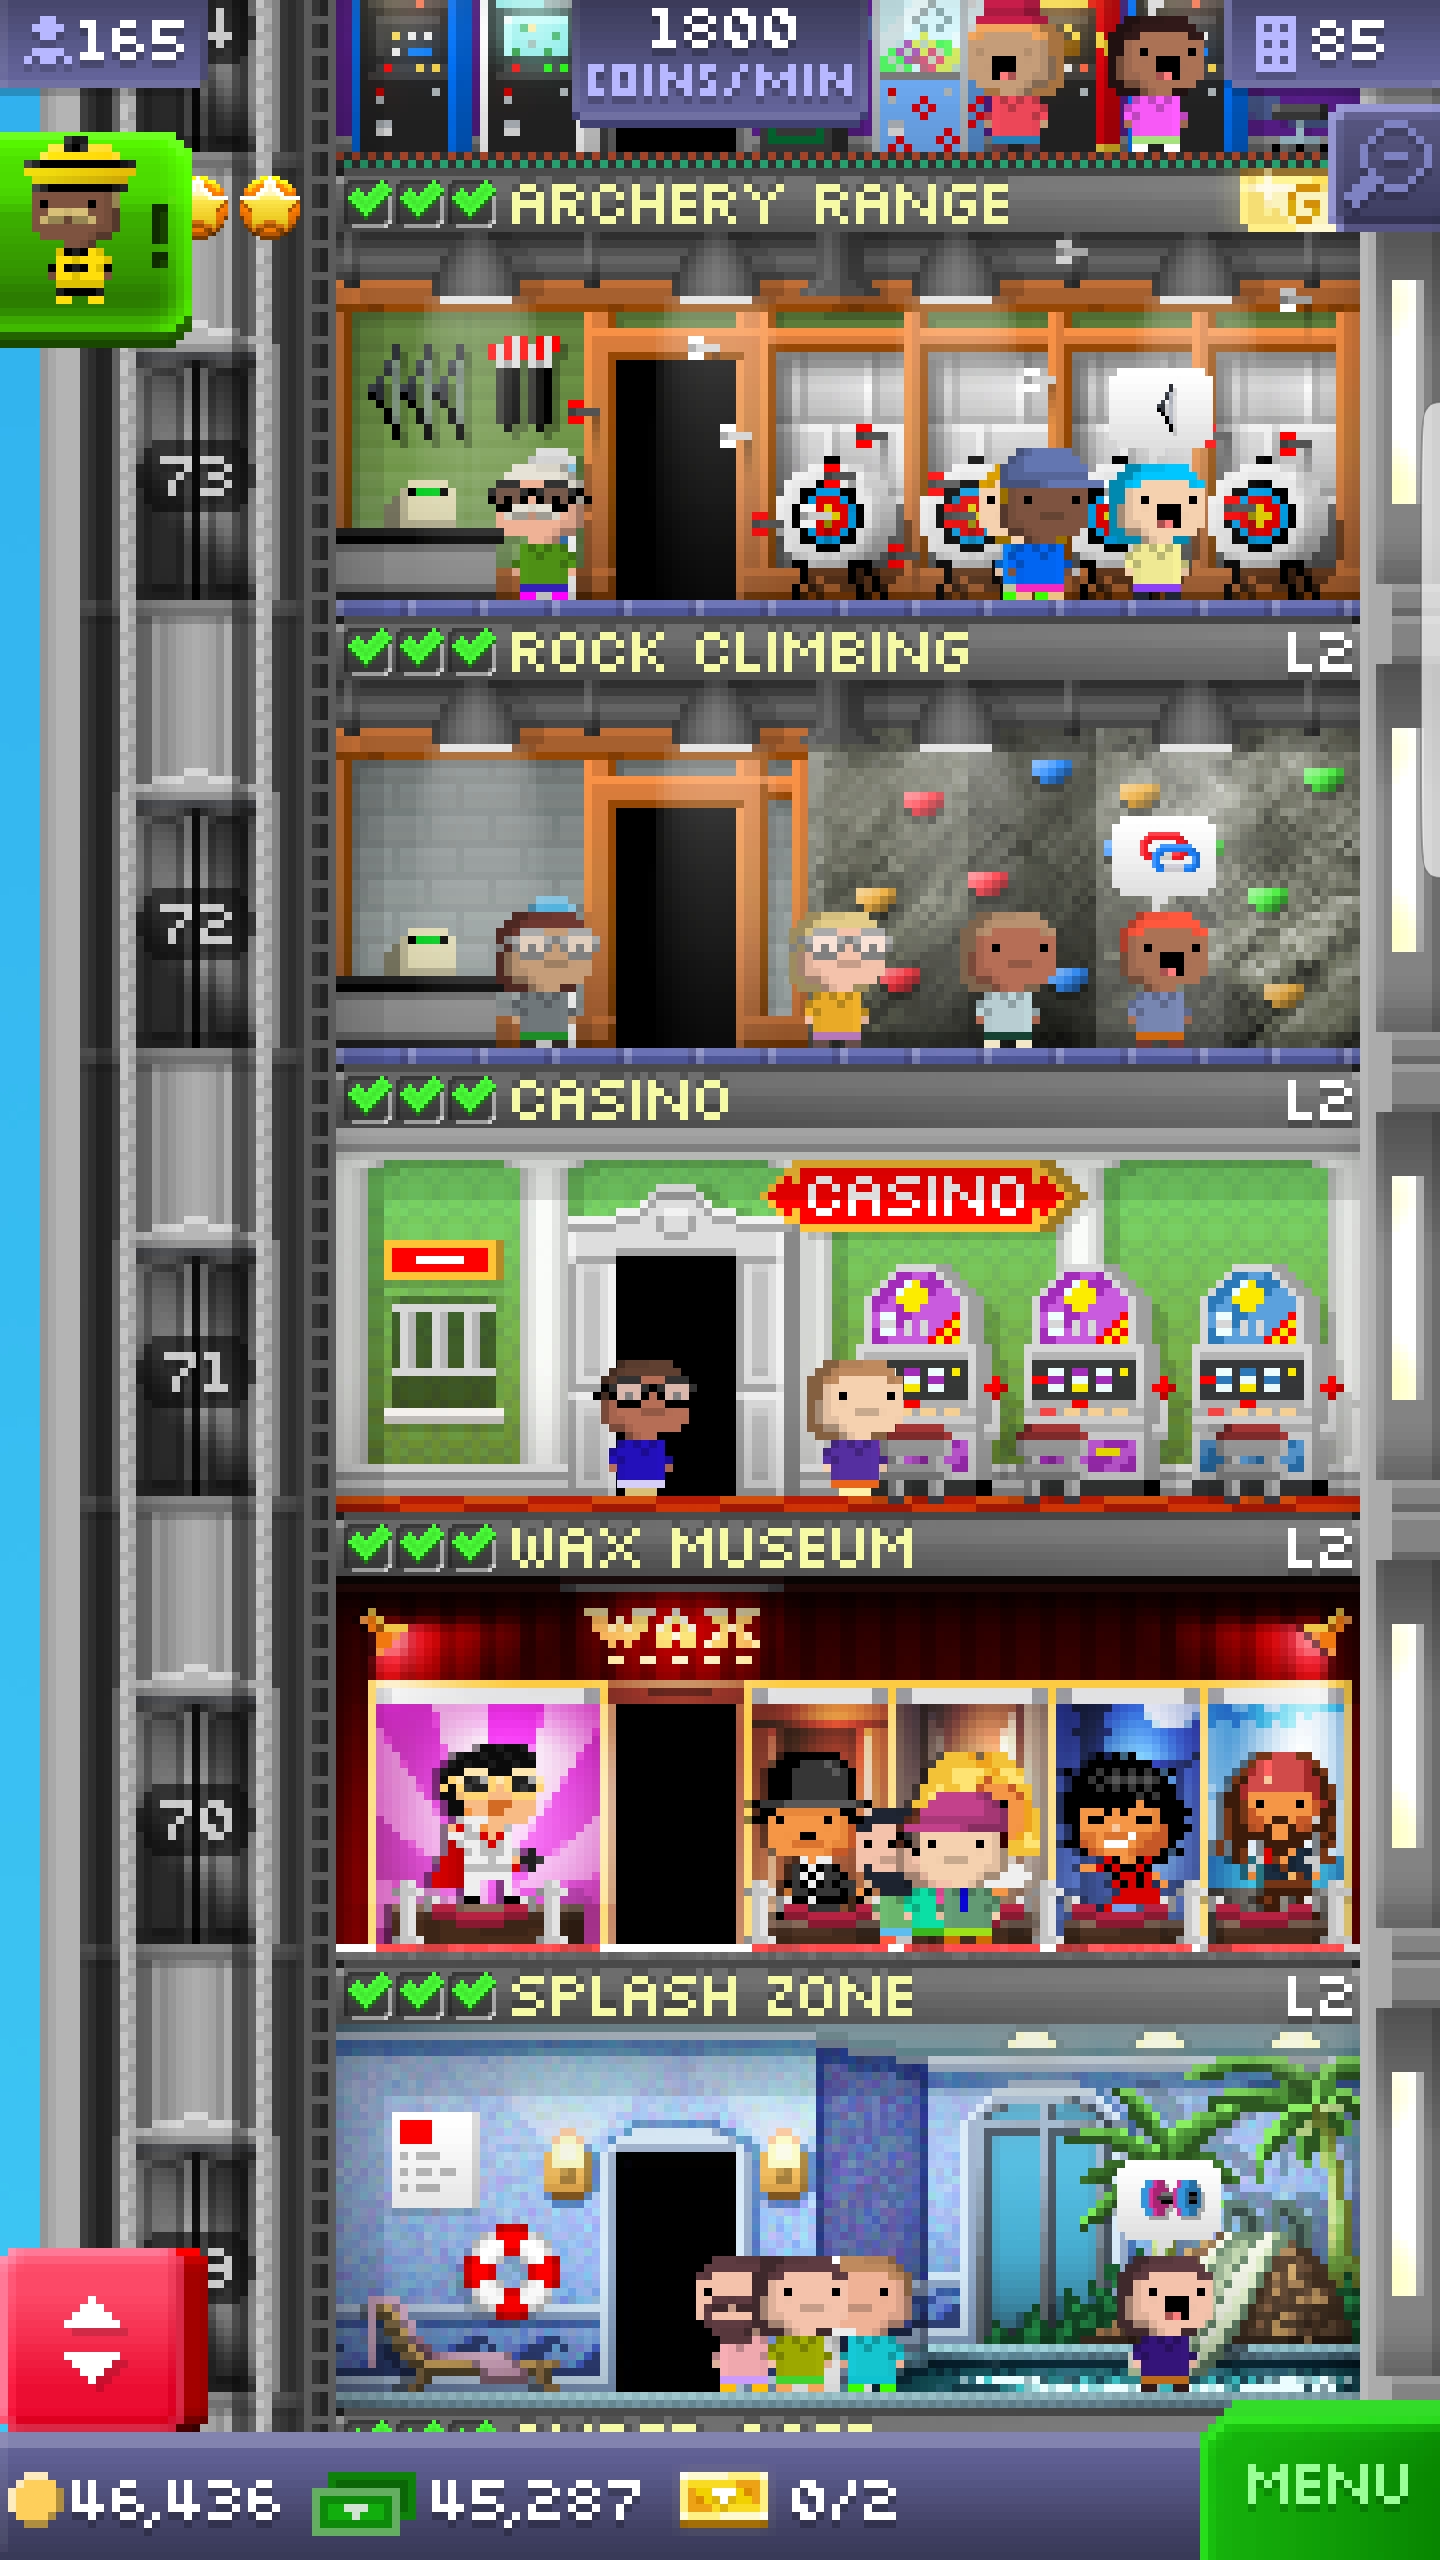 165
1800
COINS/MIN
85
ARCHERY RANGE
G
73
ROCK CLIMBING
L2
72
CASINO
L2
CASINO
71
WAX MUSEUM
L2
WAX
70
SPLASH ZONE
L2
46,436
45,287
0/2
MENU